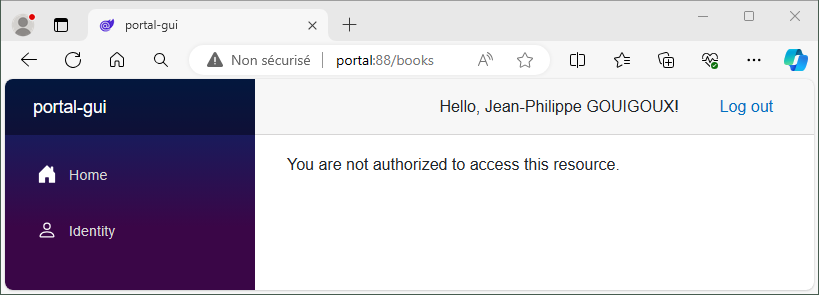 portal-gui
Non sécurisé portal:88/books
portal-gui
Hello, Jean-Philippe GOUIGOUX! Log out
Home
You are not authorized to access this resource.
Identity